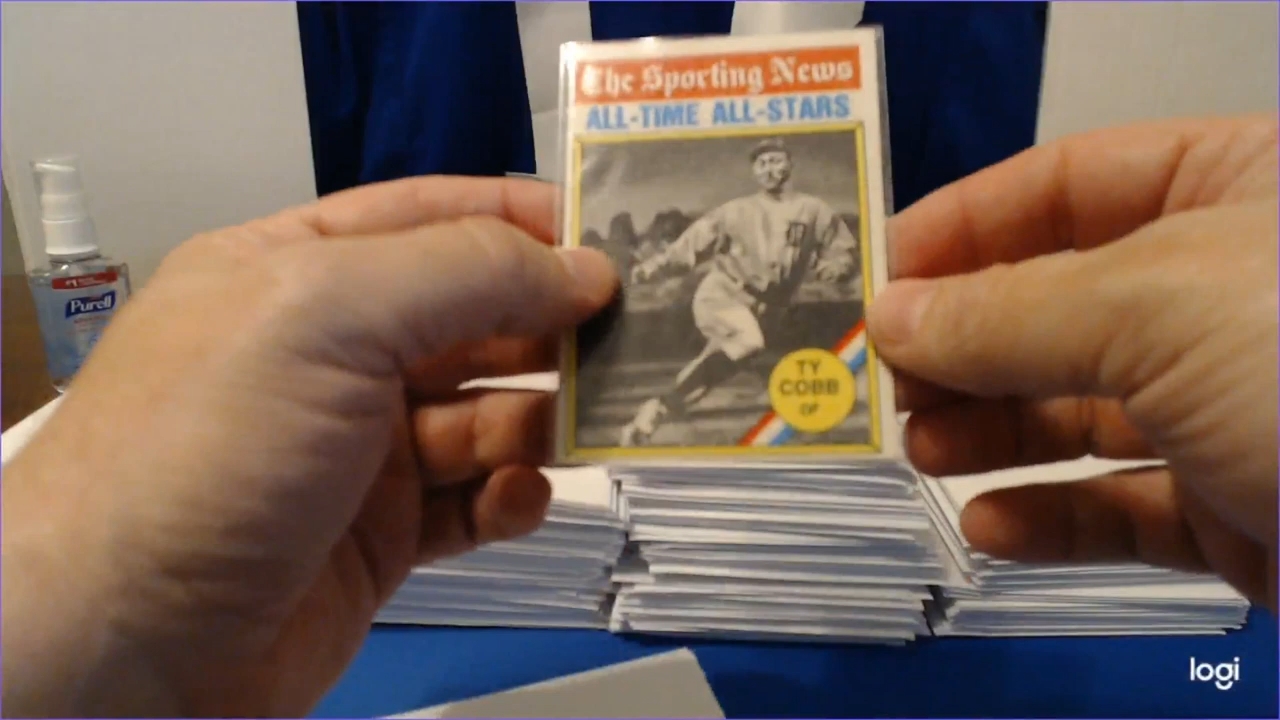 The Sporting News
ALL-TIME ALL-STARS
TY
COBB
OF
Purell
logi